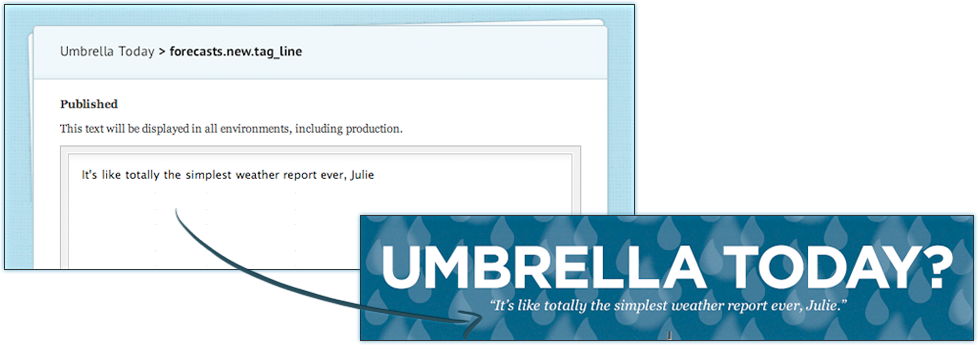 Umbrella Today > forecasts.new.tag_line
Published
This text will be displayed in all environments, including production.
It's like totally the simplest weather report ever, Julie
UMBRELLA TODAY?
“It’s like totally the simplest weather report ever, Julie.”